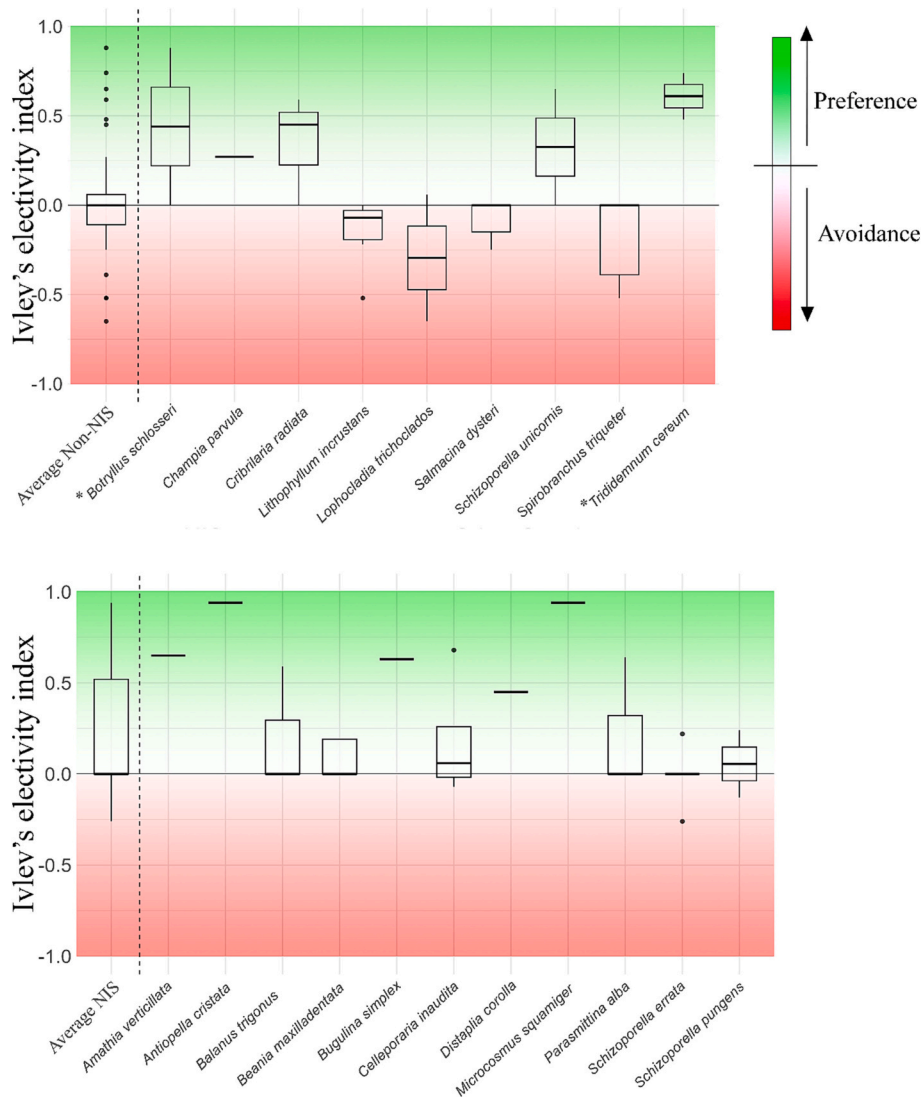 1.0
0.5
0.0
-0.5
-1.0
Ivlev's electivity index
Preference
Avoidance
Average Non-NIS
* Botryllus schlosseri
Champia parvula
Cribrilaria radiata
Lithophyllum incrustans
Lophocladia trichoclados
Salmacina dysteri
Schizoporella unicornis
Spirobranchus triqueter
*Trididemnum cereum
1.0
0.5
0.0
-0.5
-1.0
Ivlev's electivity index
Average NIS
Amathia verticillata
Antiopella cristata
Balanus trigonus
Beania maxilladentata
Bugulina simplex
Celleporaria inaudita
Distaplia corolla
Microcosmus squamiger
Parasmittina alba
Schizoporella errata
Schizoporella pungens